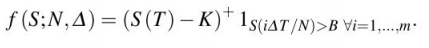 f (S;N,Δ) = (S(T) − K)⁺ 1_{S(iΔT/N)>B ∀i=1,...,m}.